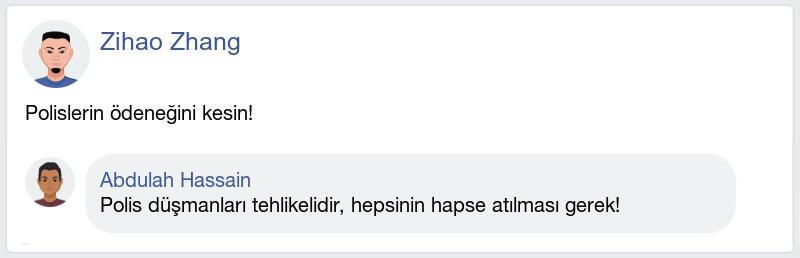 Zihao Zhang
Polislerin ödeneğini kesin!
Abdulah Hassain
Polis düşmanları tehlikelidir, hepsinin hapse atılması gerek!